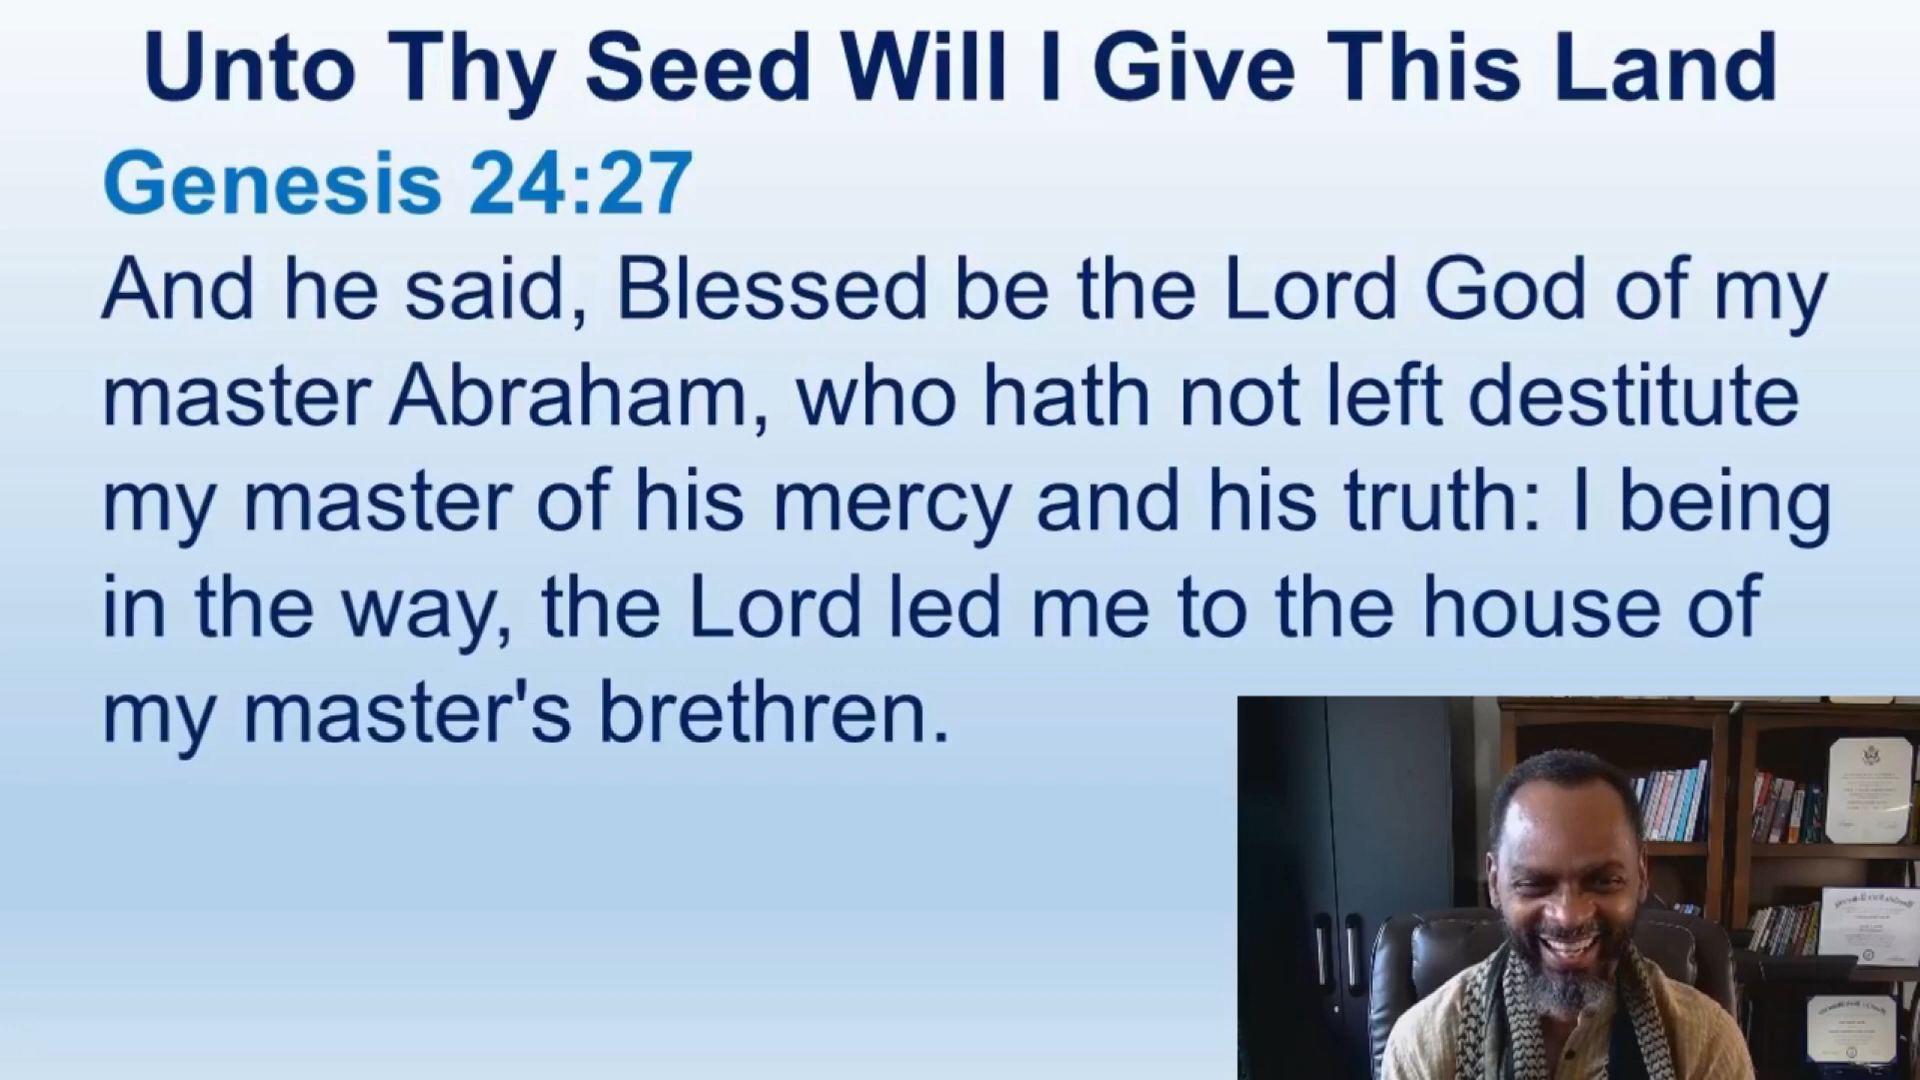 Unto Thy Seed Will I Give This Land
Genesis 24:27
And he said, Blessed be the Lord God of my
master Abraham, who hath not left destitute
my master of his mercy and his truth: I being
in the way, the Lord led me to the house of
my master's brethren.